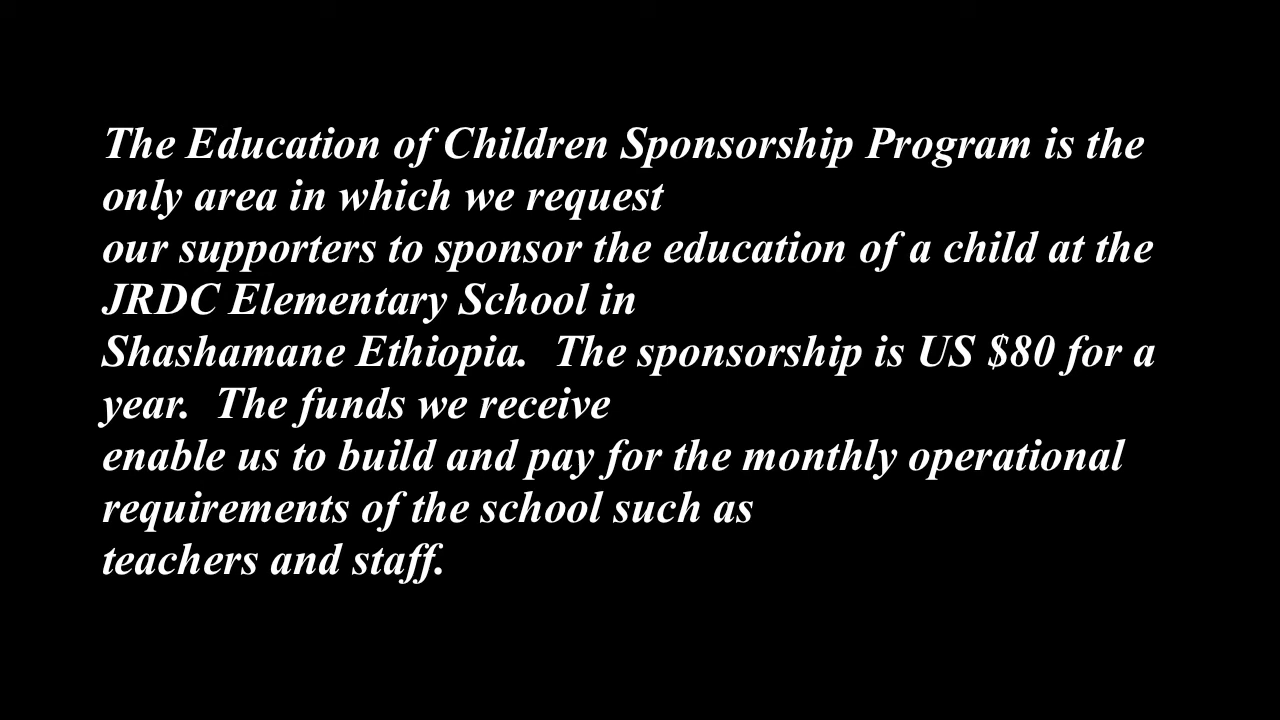 The Education of Children Sponsorship Program is the
only area in which we request
our supporters to sponsor the education of a child at the
JRDC Elementary School in
Shashamane Ethiopia.  The sponsorship is US $80 for a
year.  The funds we receive
enable us to build and pay for the monthly operational
requirements of the school such as
teachers and staff.